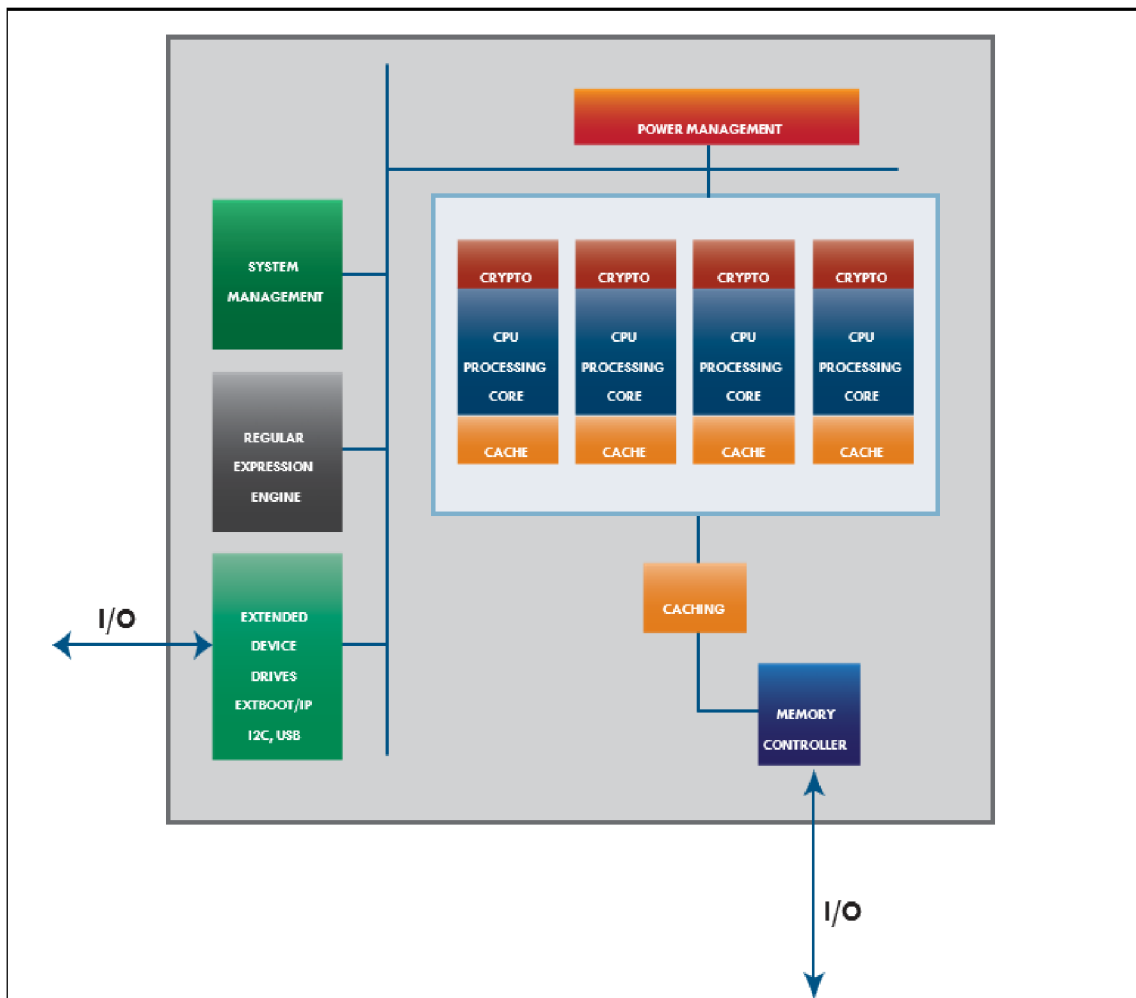 POWER MANAGEMENT
SYSTEM
MANAGEMENT
CRYPTO
CPU
PROCESSING
CORE
CACHE
CRYPTO
CPU
PROCESSING
CORE
CACHE
CRYPTO
CPU
PROCESSING
CORE
CACHE
CRYPTO
CPU
PROCESSING
CORE
CACHE
REGULAR
EXPRESSION
ENGINE
I/O
EXTENDED
DEVICE
DRIVES
EXTBOOT/IP
I2C, USB
CACHING
MEMORY
CONTROLLER
I/O